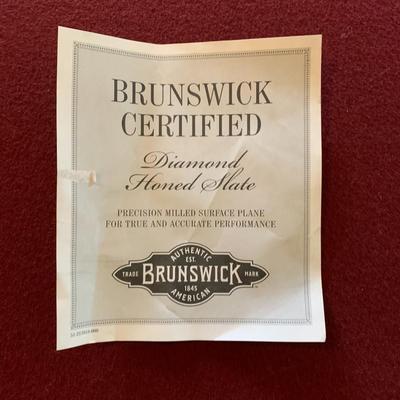 BRUNSWICK
CERTIFIED
Diamond
Honed Slate
PRECISION MILLED SURFACE PLANE
FOR TRUE AND ACCURATE PERFORMANCE
AUTHENTIC
EST.
TRADE BRUNSWICK MARK
1845
AMERICAN